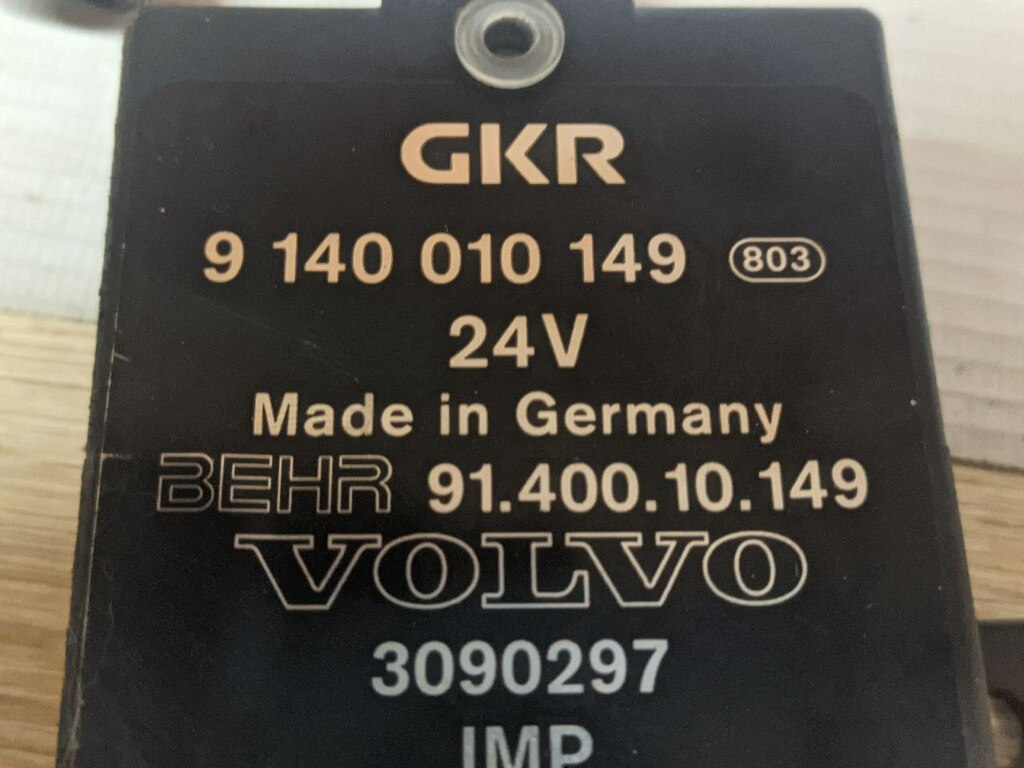 GKR
9 140 010 149 803
24V
Made in Germany
BEHR 91.400.10.149
VOLVO
3090297
IMP